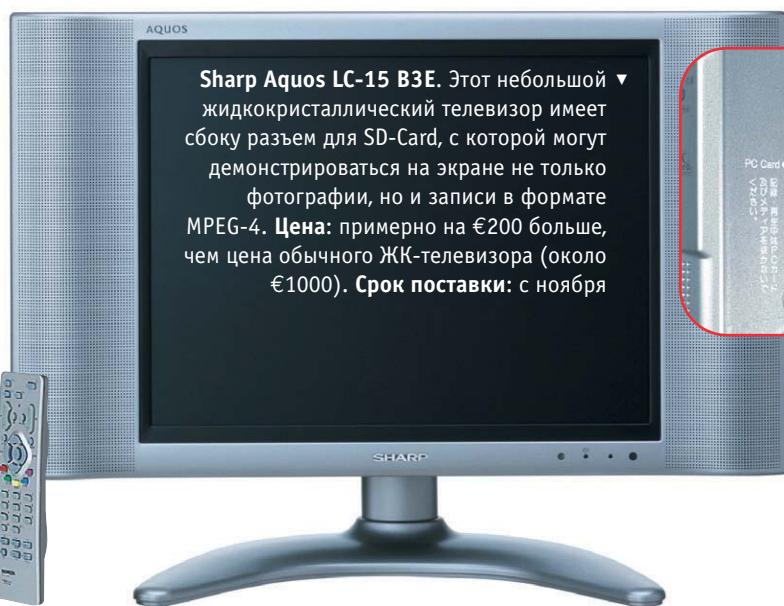 AQUOS
Sharp Aquos LC-15 B3E. Этот небольшой ▼
жидкокристаллический телевизор имеет
сбоку разъем для SD-Card, с которой могут
демонстрироваться на экране не только
фотографии, но и записи в формате
MPEG-4. Цена: примерно на €200 больше,
чем цена обычного ЖК-телевизора (около
€1000). Срок поставки: с ноября
PC Card
SHARP